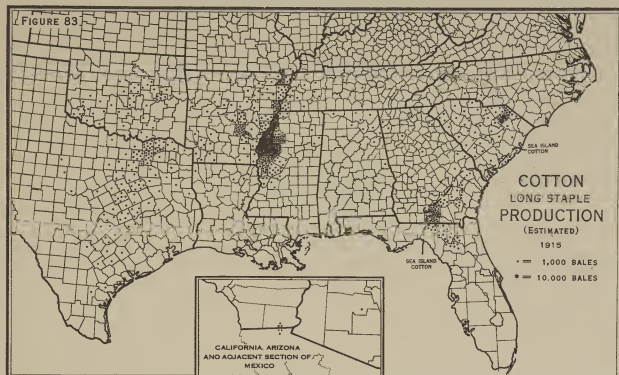 FIGURE 83
SEA ISLAND
COTTON
COTTON
LONG STAPLE
PRODUCTION
(ESTIMATED)
1915
• = 1,000 BALES
• = 10,000 BALES
SEA ISLAND
COTTON
CALIFORNIA, ARIZONA
AND ADJACENT SECTION OF
MEXICO